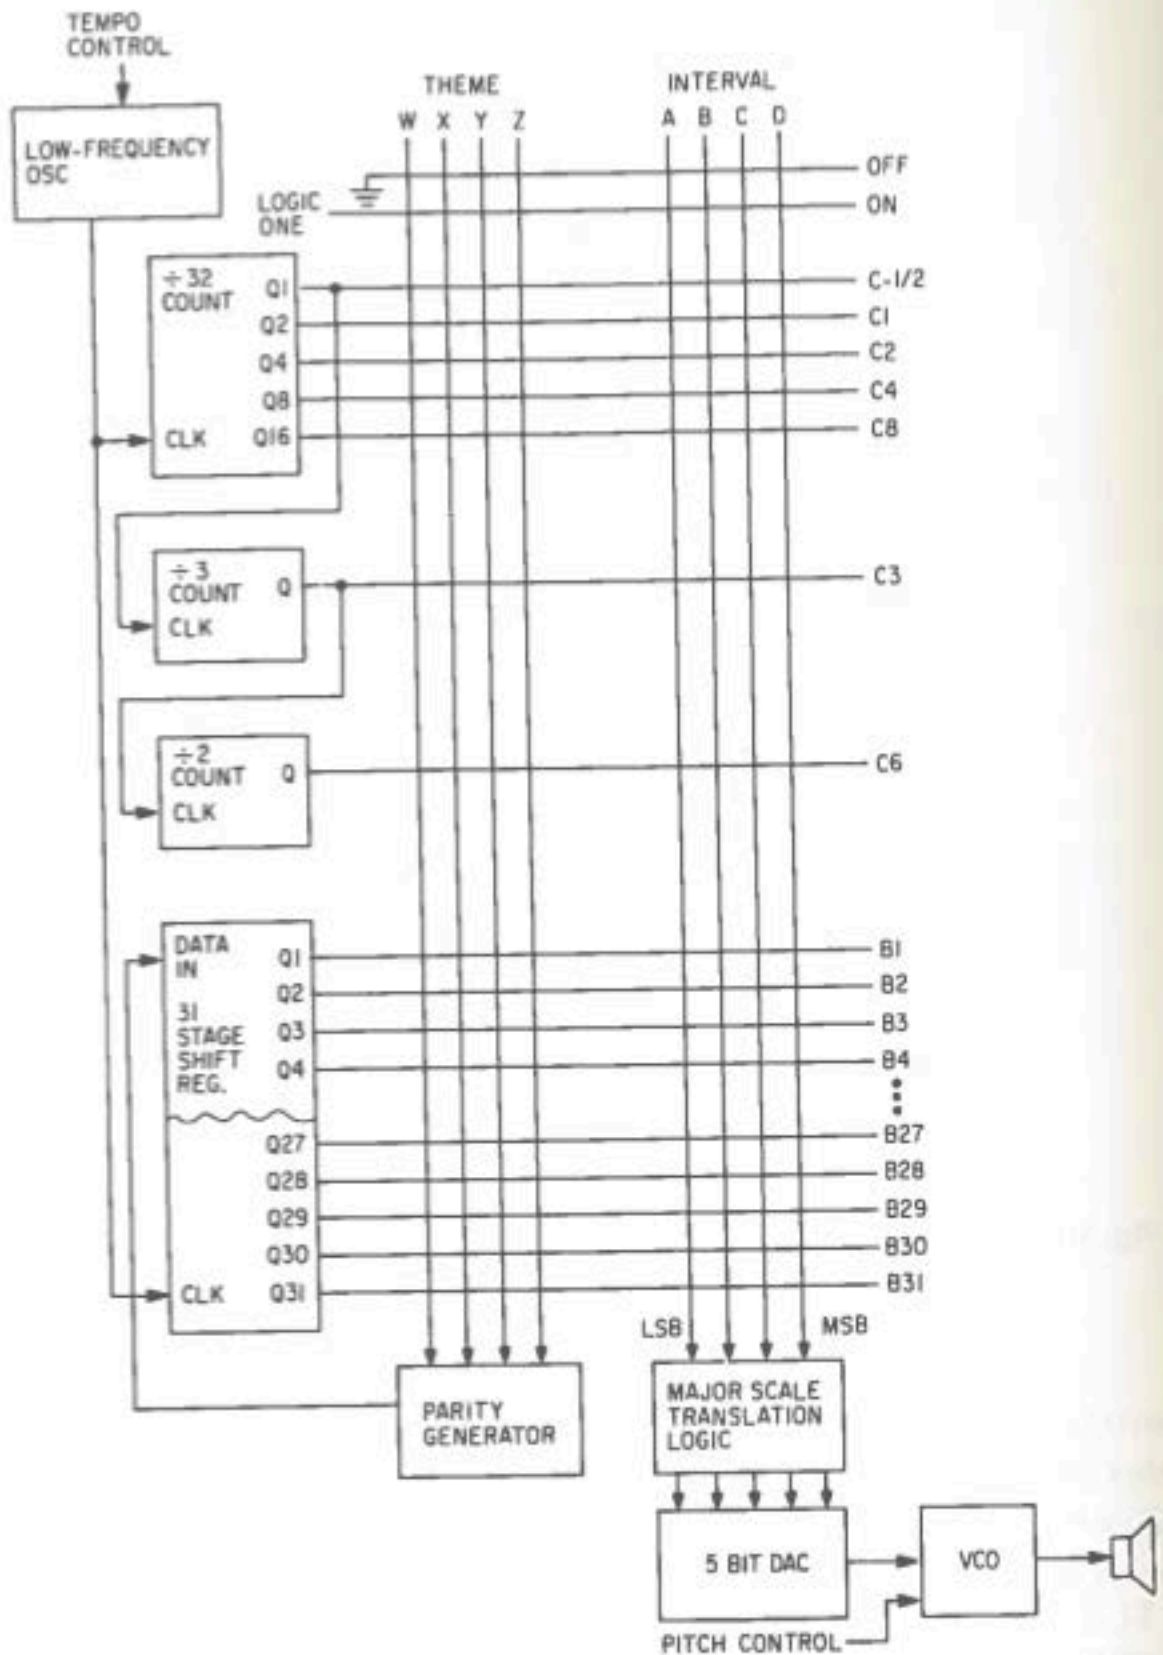 TEMPO
CONTROL
THEME
INTERVAL
W X Y Z
A B C D
LOW-FREQUENCY
OSC
OFF
LOGIC
ONE
ON
÷32
COUNT
Q1
C-1/2
Q2
C1
Q4
C2
Q8
C4
CLK
Q16
C8
÷3
COUNT
Q
C3
CLK
÷2
COUNT
Q
C6
CLK
DATA
IN
Q1
B1
Q2
B2
31
STAGE
SHIFT
REG.
Q3
B3
Q4
B4
Q27
B27
Q28
B28
Q29
B29
Q30
B30
CLK
Q31
B31
LSB
MSB
PARITY
GENERATOR
MAJOR SCALE
TRANSLATION
LOGIC
5 BIT DAC
VCO
PITCH CONTROL